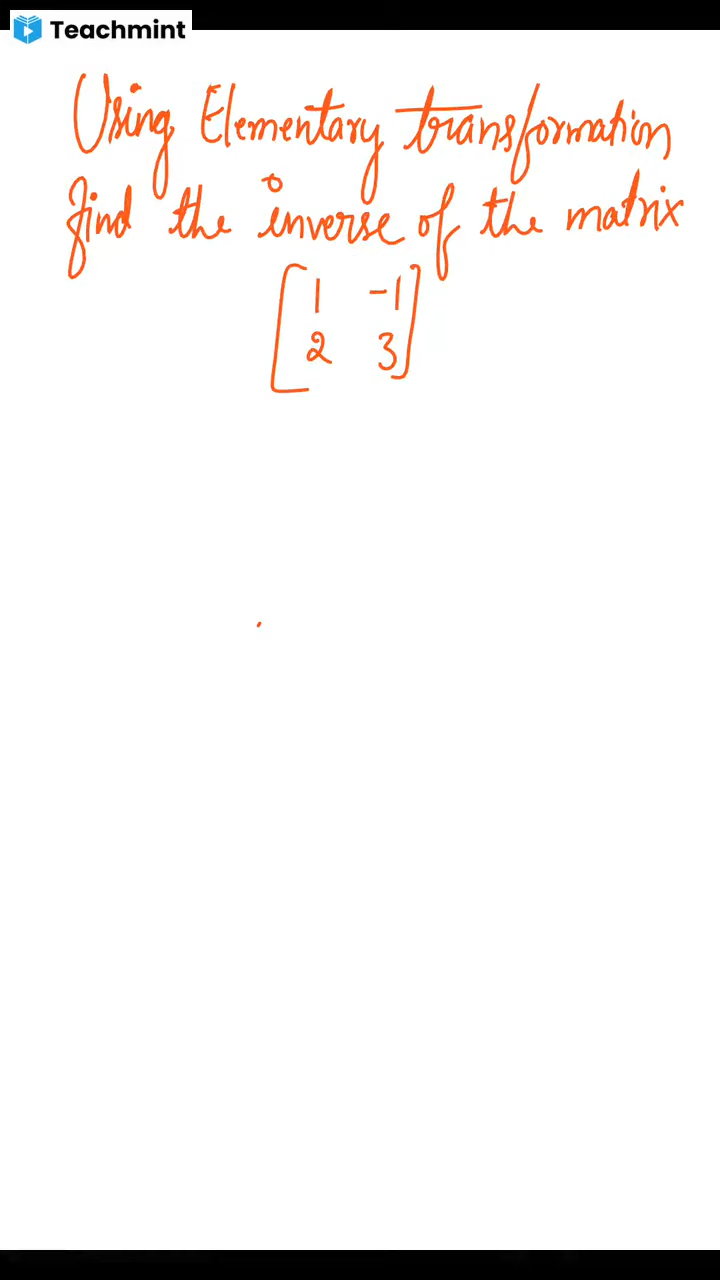 Teachmint
Using Elementary transformation
find the inverse of the matrix
[1 -1
2 3]